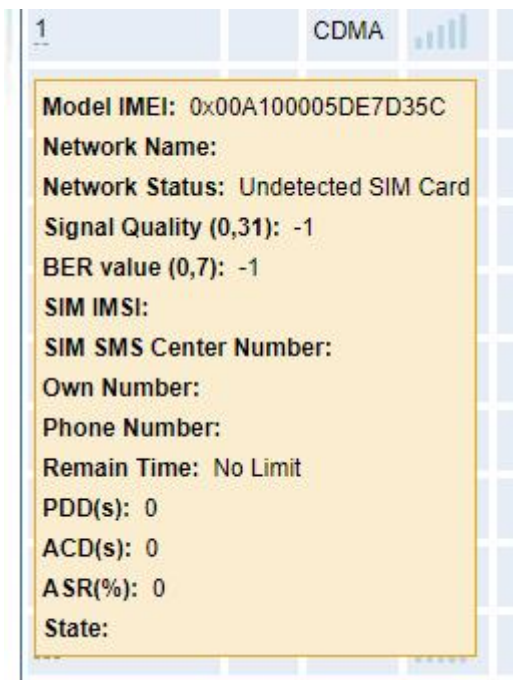 1 CDMA
Model IMEI: 0x00A100005DE7D35C
Network Name:
Network Status: Undetected SIM Card
Signal Quality (0,31): -1
BER value (0,7): -1
SIM IMSI:
SIM SMS Center Number:
Own Number:
Phone Number:
Remain Time: No Limit
PDD(s): 0
ACD(s): 0
ASR(%): 0
State: